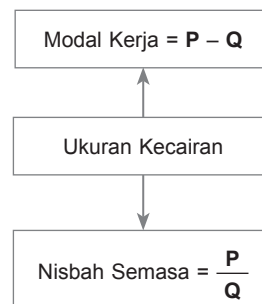 Modal Kerja = P – Q
Ukuran Kecairan
Nisbah Semasa = P
Q